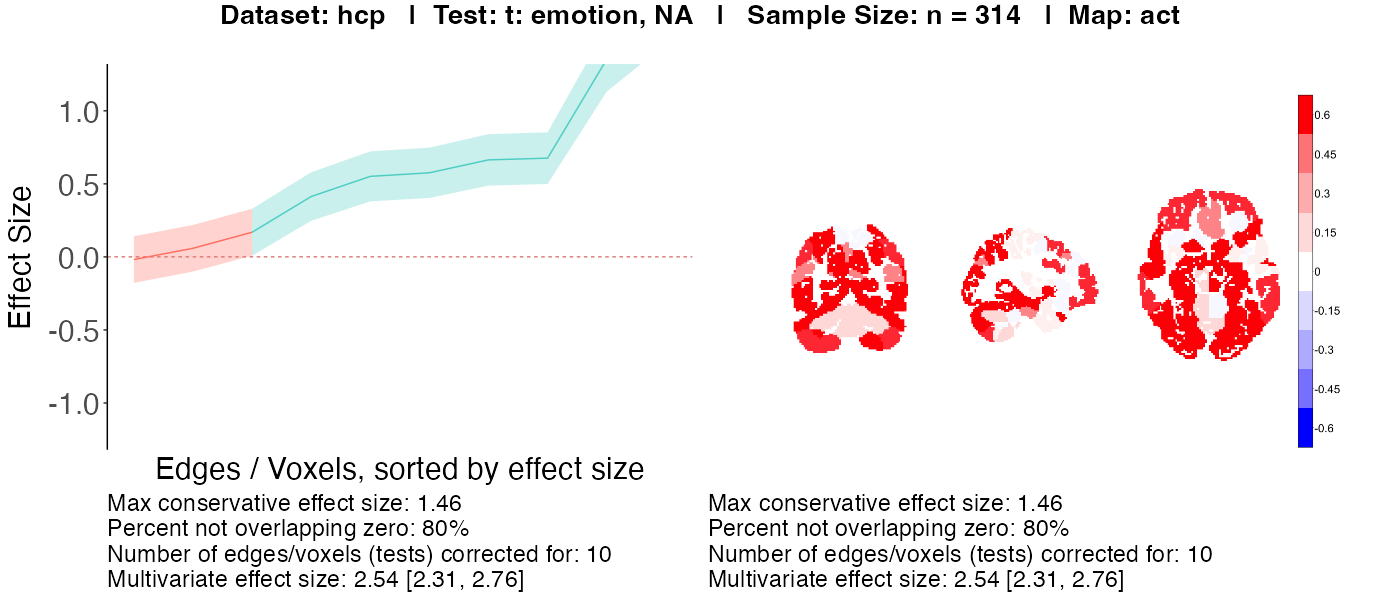 Dataset: hcp | Test: t: emotion, NA | Sample Size: n = 314 | Map: act
Effect Size
1.0
0.5
0.0
-0.5
-1.0
Edges / Voxels, sorted by effect size
0.6
0.45
0.3
0.15
0
-0.15
-0.3
-0.45
-0.6
Max conservative effect size: 1.46
Percent not overlapping zero: 80%
Number of edges/voxels (tests) corrected for: 10
Multivariate effect size: 2.54 [2.31, 2.76]
Max conservative effect size: 1.46
Percent not overlapping zero: 80%
Number of edges/voxels (tests) corrected for: 10
Multivariate effect size: 2.54 [2.31, 2.76]